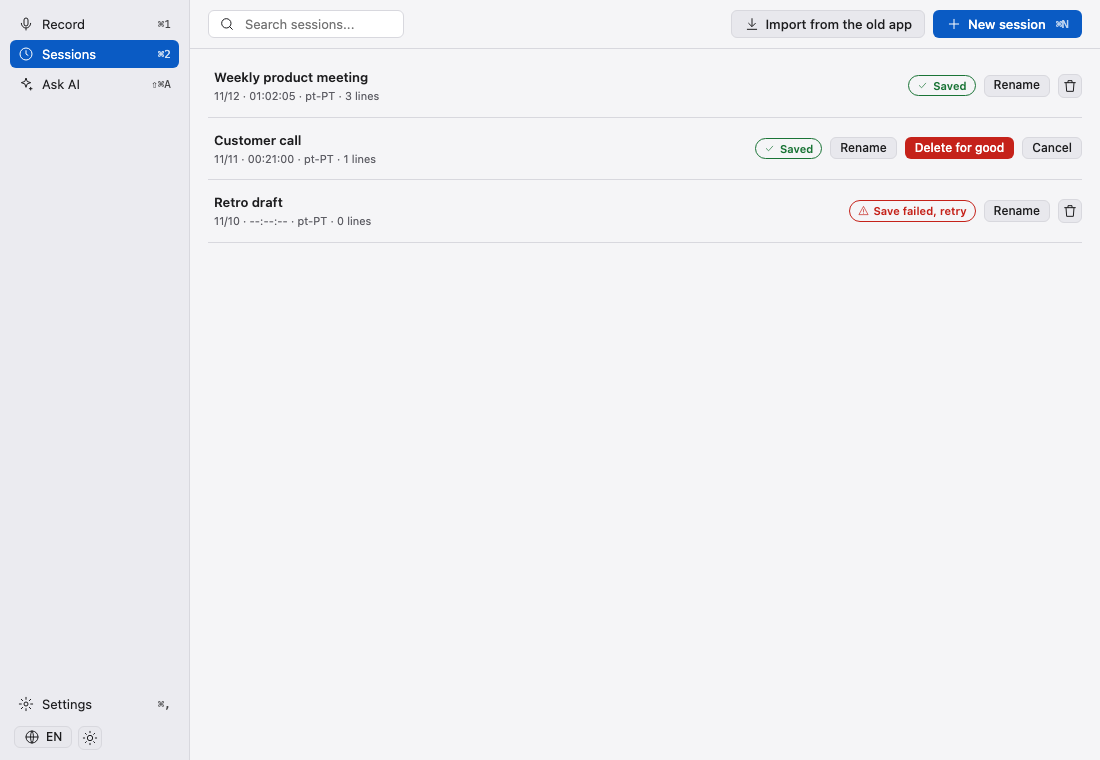 Record ⌘1
Sessions ⌘2
Ask AI ⇧⌘A
Settings ⌘,
EN
Search sessions...
Import from the old app
New session ⌘N
Weekly product meeting
11/12 · 01:02:05 · pt-PT · 3 lines
Saved
Rename
Customer call
11/11 · 00:21:00 · pt-PT · 1 lines
Saved
Rename
Delete for good
Cancel
Retro draft
11/10 · --:--:-- · pt-PT · 0 lines
Save failed, retry
Rename